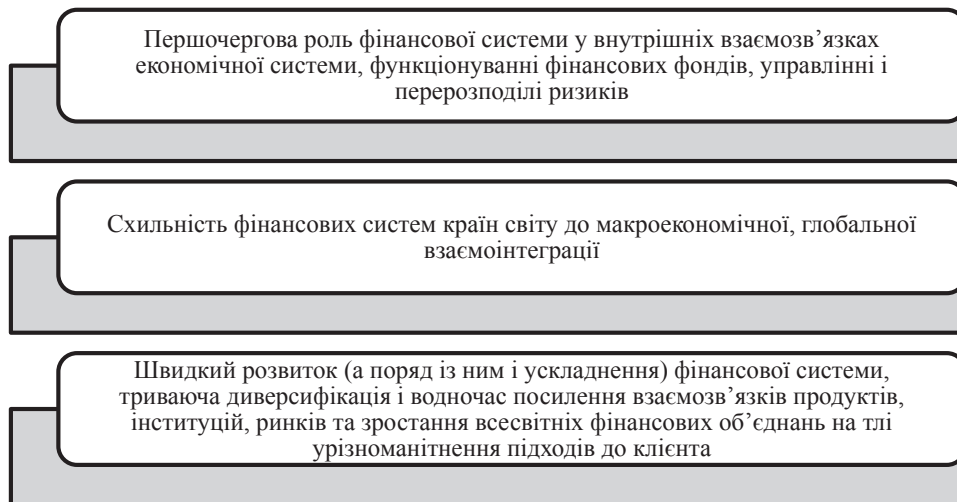 Першочергова роль фінансової системи у внутрішніх взаємозв’язках
економічної системи, функціонуванні фінансових фондів, управлінні і
перерозподілі ризиків
Схильність фінансових систем країн світу до макроекономічної, глобальної
взаємоінтеграції
Швидкий розвиток (а поряд із ним і ускладнення) фінансової системи,
триваюча диверсифікація і водночас посилення взаємозв’язків продуктів,
інституцій, ринків та зростання всесвітніх фінансових об’єднань на тлі
урізноманітнення підходів до клієнта